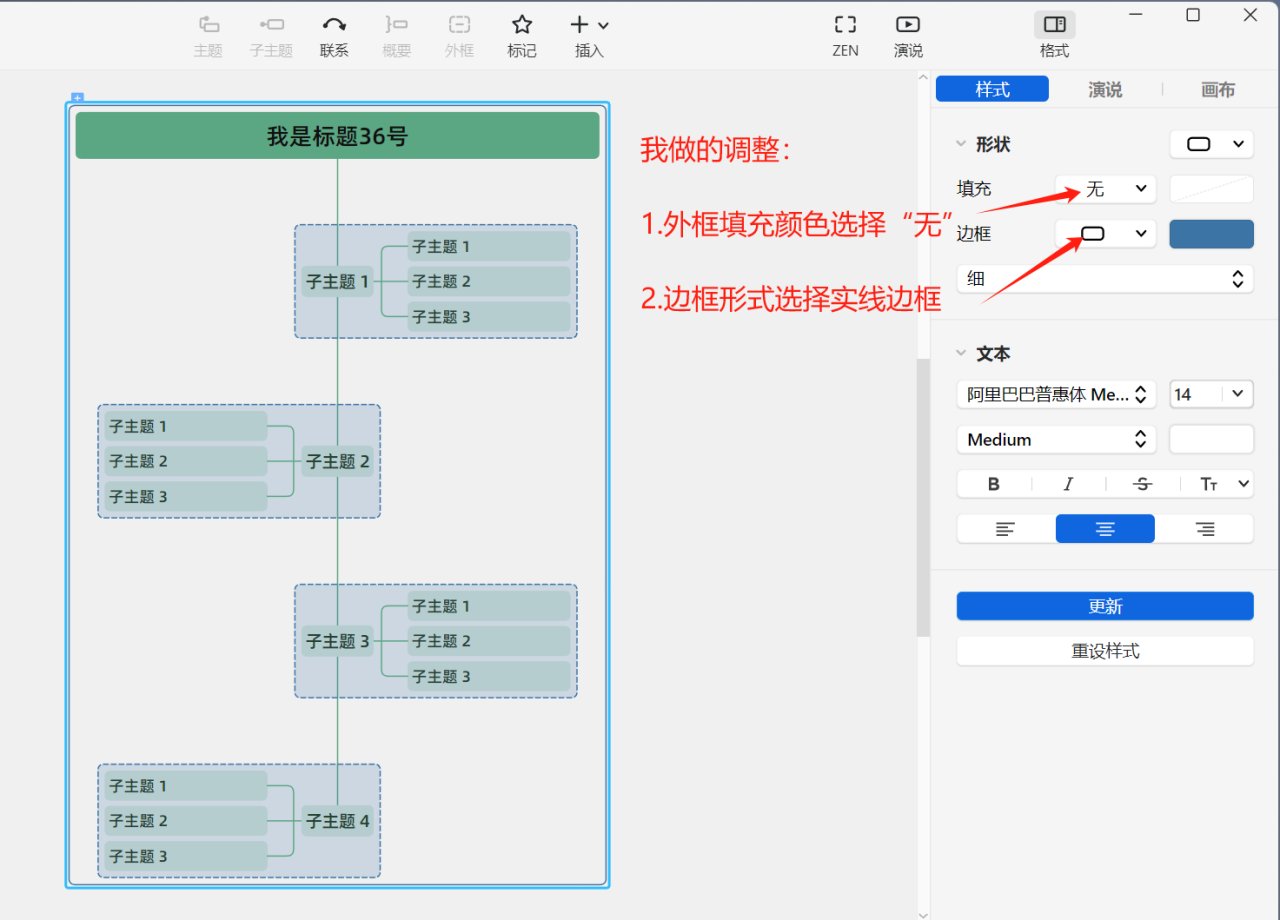 主题
子主题
联系
概要
外框
标记
插入
ZEN
演说
格式
样式
演说
画布
我是标题36号
子主题 1
子主题 1
子主题 2
子主题 3
子主题 1
子主题 2
子主题 3
子主题 2
子主题 3
子主题 1
子主题 2
子主题 3
子主题 1
子主题 2
子主题 3
子主题 4
我做的调整:
1.外框填充颜色选择“无”
2.边框形式选择实线边框
形状
填充
无
边框
细
文本
阿里巴巴普惠体 Me...
14
Medium
B
I
S
TT
更新
重设样式